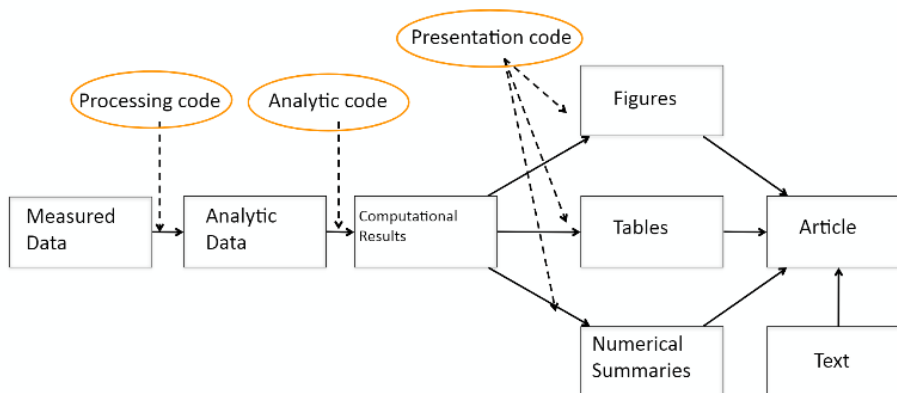 Presentation code
Processing code
Analytic code
Figures
Measured
Data
Analytic
Data
Computational
Results
Tables
Article
Numerical
Summaries
Text